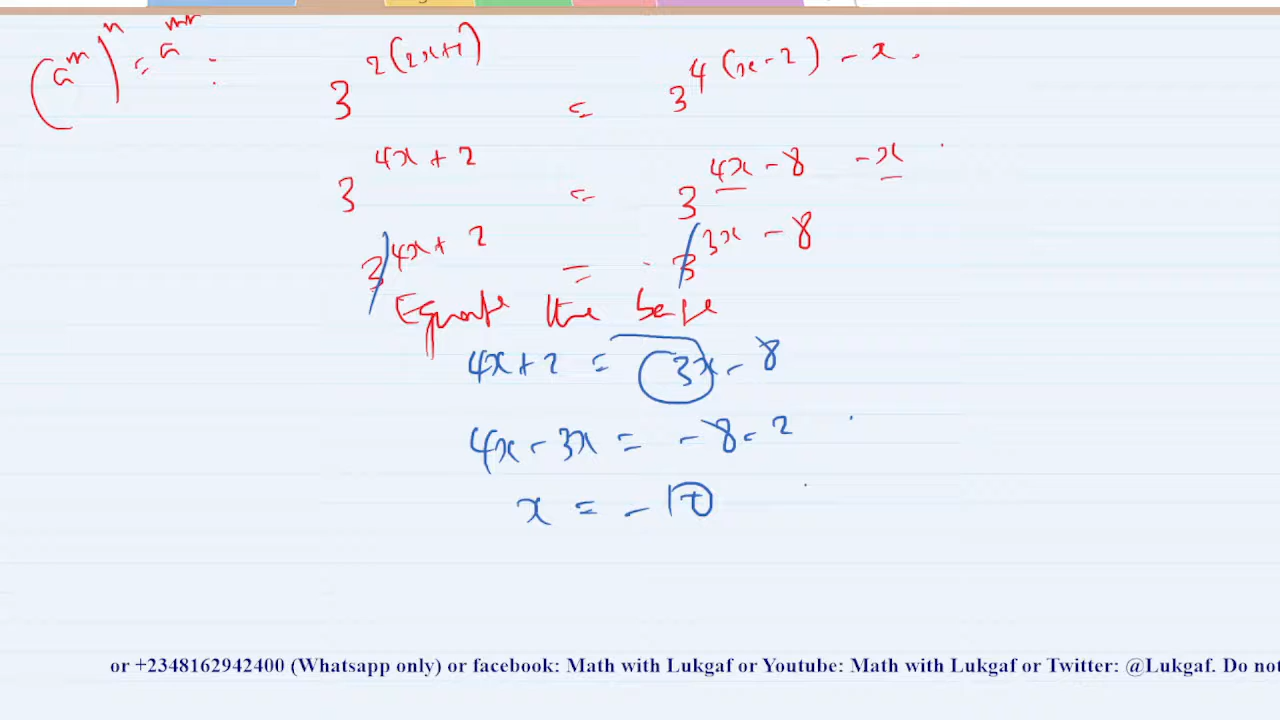 (a^m)^n = a^mn :
3^2(2x+1) = 3^4(x-2) - x .
3^4x + 2 = 3^4x - 8 - x
3^4x + 2 = 3^3x - 8
Equate the base
4x + 2 = 3x - 8
4x - 3x = - 8 - 2
x = - 10
or +2348162942400 (Whatsapp only) or facebook: Math with Lukgaf or Youtube: Math with Lukgaf or Twitter: @Lukgaf. Do not